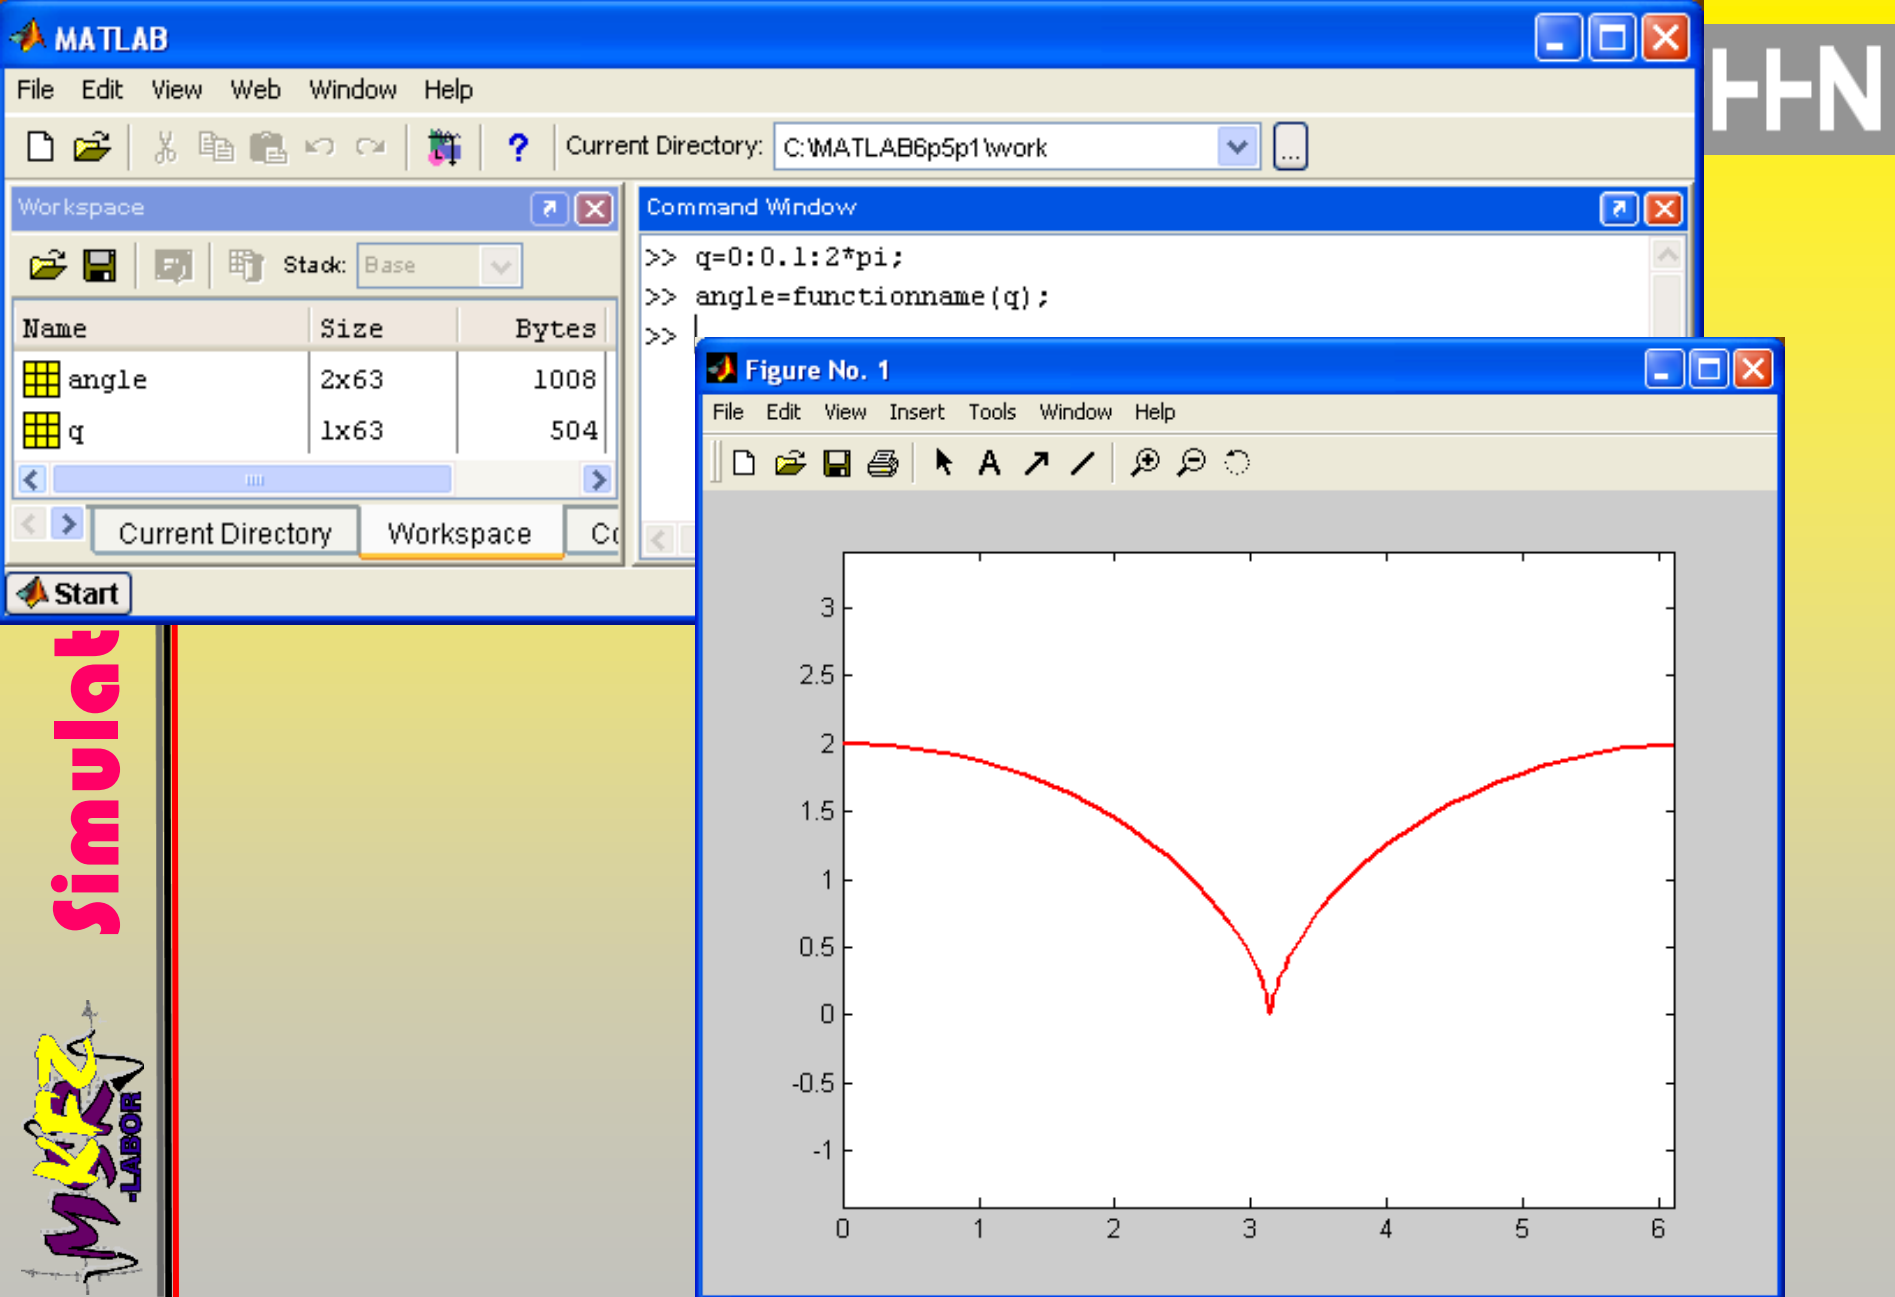 MATLAB
File Edit View Web Window Help
Current Directory: C:\MATLAB6p5p1\work ...
HHN
Workspace
Stack: Base
Name Size Bytes
angle 2x63 1008
q 1x63 504
Current Directory Workspace Co
Start
Command Window
>> q=0:0.1:2*pi;
>> angle=functionname(q);
>>
Figure No. 1
File Edit View Insert Tools Window Help
A
3
2.5
2
1.5
1
0.5
0
-0.5
-1
0 1 2 3 4 5 6
Simulat
MKFZ
-LABOR